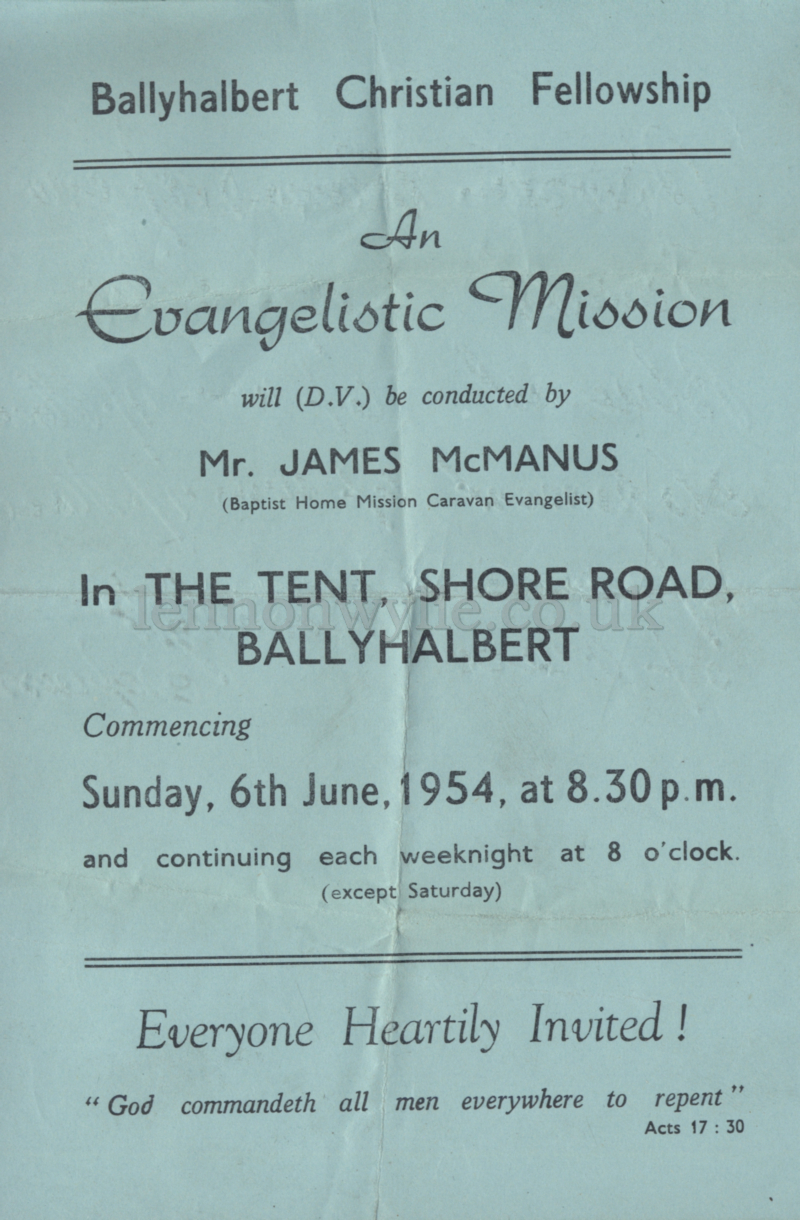 Ballyhalbert Christian Fellowship
An
Evangelistic Mission
will (D.V.) be conducted by
Mr. JAMES McMANUS
(Baptist Home Mission Caravan Evangelist)
In THE TENT, SHORE ROAD,
lennonwylie.co.uk
BALLYHALBERT
Commencing
Sunday, 6th June, 1954, at 8.30 p.m.
and continuing each weeknight at 8 o'clock.
(except Saturday)
Everyone Heartily Invited !
“ God commandeth all men everywhere to repent ”
Acts 17 : 30